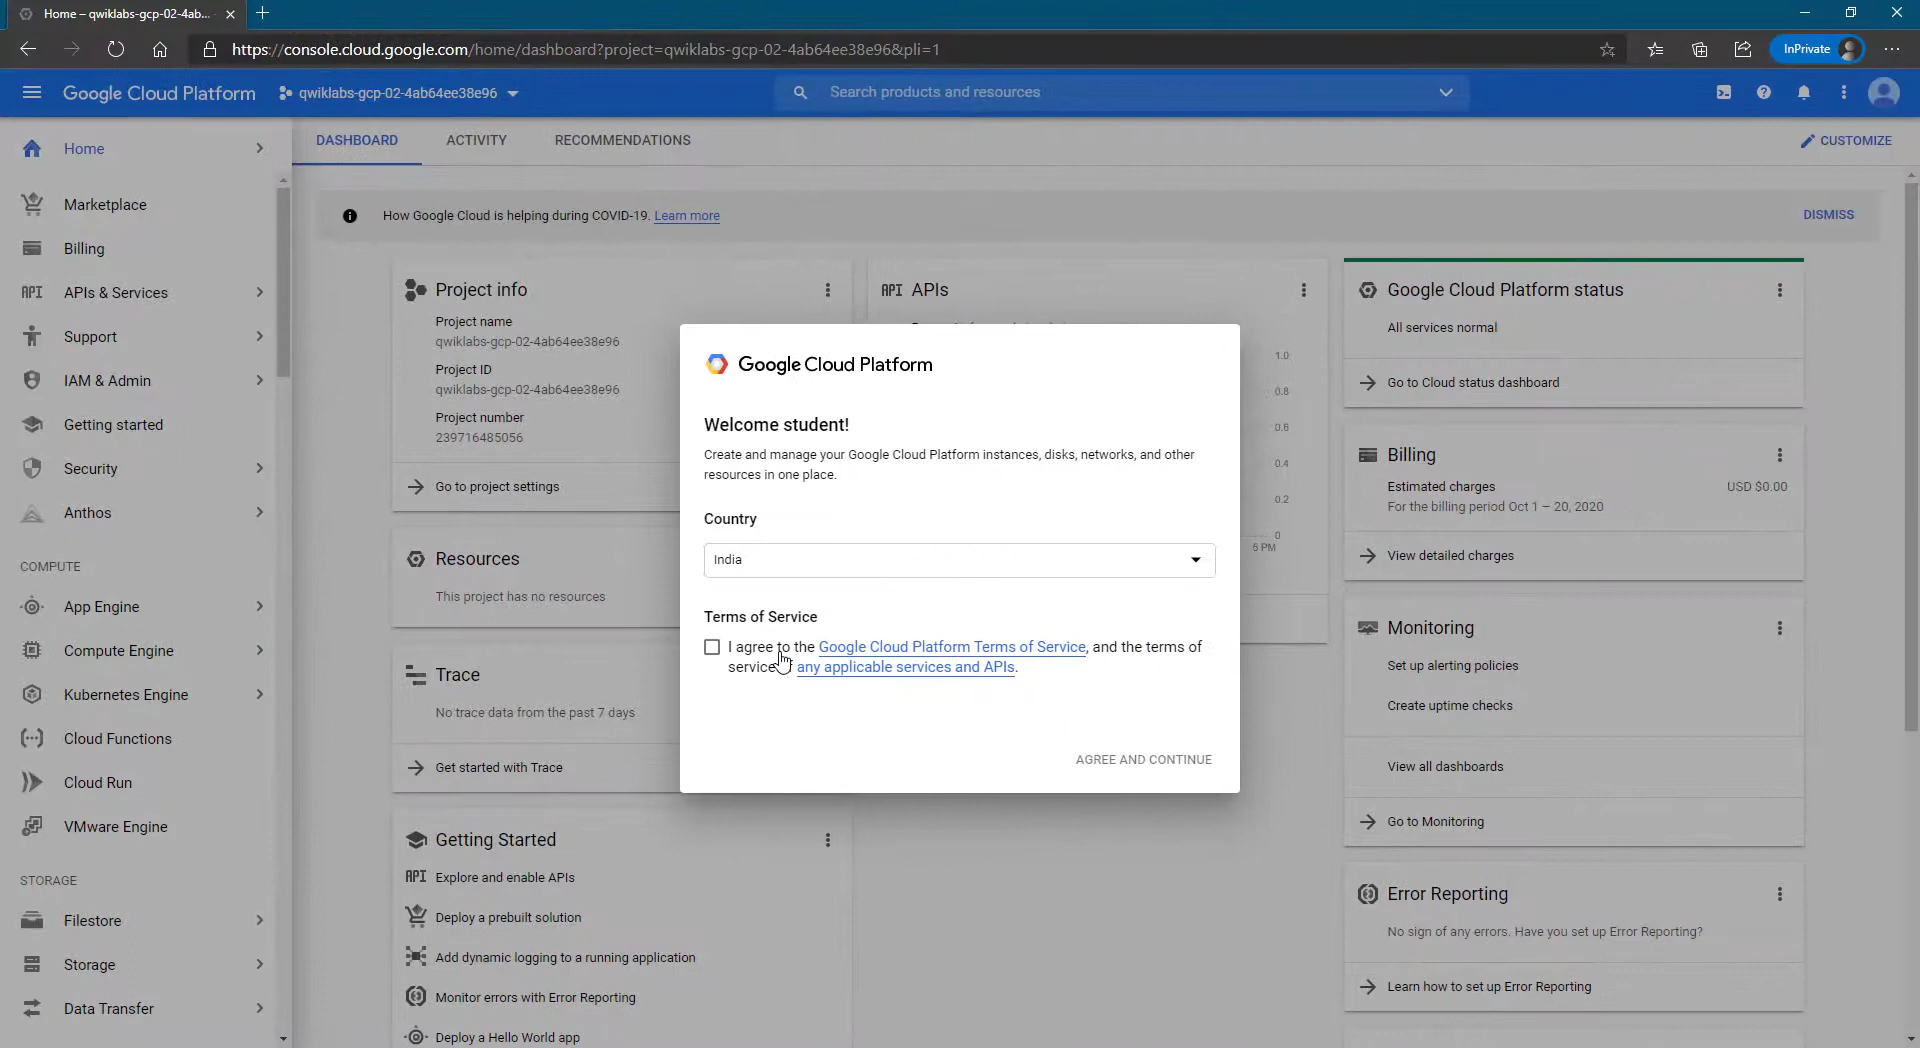 Home – qwiklabs-gcp-02-4ab...
https://console.cloud.google.com/home/dashboard?project=qwiklabs-gcp-02-4ab64ee38e96&pli=1
InPrivate
Google Cloud Platform
qwiklabs-gcp-02-4ab64ee38e96
Search products and resources
Home
Marketplace
Billing
API
APIs & Services
Support
IAM & Admin
Getting started
Security
Anthos
COMPUTE
App Engine
Compute Engine
Kubernetes Engine
Cloud Functions
Cloud Run
VMware Engine
STORAGE
Filestore
Storage
Data Transfer
DASHBOARD
ACTIVITY
RECOMMENDATIONS
CUSTOMIZE
How Google Cloud is helping during COVID-19. Learn more
DISMISS
Project info
Project name
qwiklabs-gcp-02-4ab64ee38e96
Project ID
qwiklabs-gcp-02-4ab64ee38e96
Project number
239716485056
Go to project settings
Resources
This project has no resources
Trace
No trace data from the past 7 days
Get started with Trace
Getting Started
API Explore and enable APIs
Deploy a prebuilt solution
Add dynamic logging to a running application
Monitor errors with Error Reporting
Deploy a Hello World app
API APIs
1.0
0.8
0.6
0.4
0.2
0
5 PM
Google Cloud Platform
Welcome student!
Create and manage your Google Cloud Platform instances, disks, networks, and other
resources in one place.
Country
India
Terms of Service
I agree to the Google Cloud Platform Terms of Service, and the terms of
service any applicable services and APIs.
AGREE AND CONTINUE
Google Cloud Platform status
All services normal
Go to Cloud status dashboard
Billing
Estimated charges
USD $0.00
For the billing period Oct 1 – 20, 2020
View detailed charges
Monitoring
Set up alerting policies
Create uptime checks
View all dashboards
Go to Monitoring
Error Reporting
No sign of any errors. Have you set up Error Reporting?
Learn how to set up Error Reporting